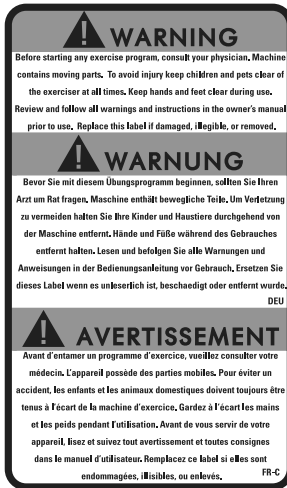 WARNING
Before starting any exercise program, consult your physician. Machine
contains moving parts. To avoid injury keep children and pets clear of
the exerciser at all times. Keep hands and feet clear during use.
Review and follow all warnings and instructions in the owner's manual
prior to use. Replace this label if damaged, illegible, or removed.
WARNUNG
Bevor Sie mit diesem Übungsprogramm beginnen, sollten Sie Ihren
Arzt um Rat fragen. Maschine enthält bewegliche Teile. Um Verletzung
zu vermeiden halten Sie Ihre Kinder und Haustiere durchgehend von
der Maschine entfernt. Hände und Füße während des Gebrauches
entfernt halten. Lesen und befolgen Sie alle Warnungen und
Anweisungen in der Bedienungsanleitung vor Gebrauch. Ersetzen Sie
dieses Label wenn es unleserlich ist, beschaedigt oder entfernt wurde.
DEU
AVERTISSEMENT
Avant d'entamer un programme d'exercice, vueillez consulter votre
médecin. L'appareil possède des parties mobiles. Pour éviter un
accident, les enfants et les animaux domestiques doivent toujours être
tenus à l'écart de la machine d'exercice. Gardez à l'écart les mains
et les peids pendant l'utilisation. Avant de vous servir de votre
appareil, lisez et suivez tout avertissement et toutes consignes
dans le manuel d'utilisateur. Remplacez ce label si elles sont
endommagées, illisibles, ou enlevés.
FR-C